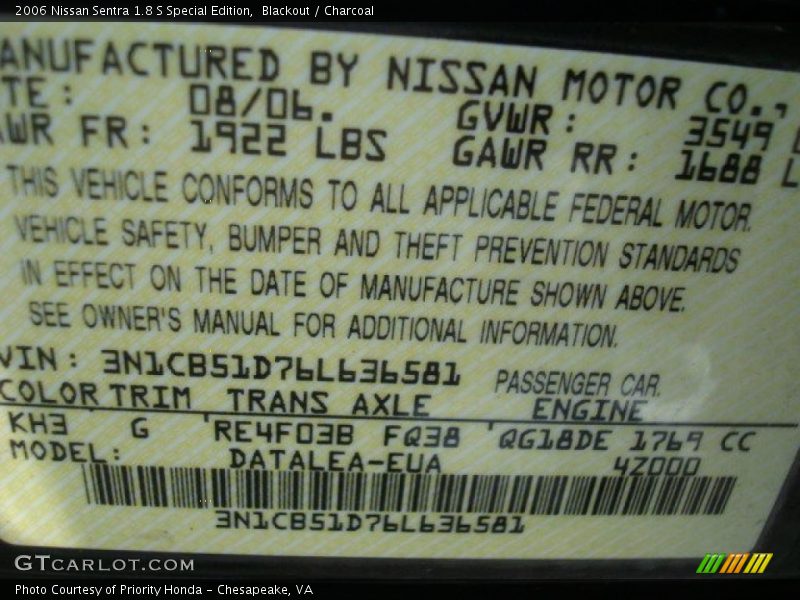 2006 Nissan Sentra 1.8 S Special Edition, Blackout / Charcoal
ANUFACTURED BY NISSAN MOTOR CO.,
TE: 08/06. GVWR: 3549
AWR FR: 1922 LBS GAWR RR: 1688 L
THIS VEHICLE CONFORMS TO ALL APPLICABLE FEDERAL MOTOR
VEHICLE SAFETY, BUMPER AND THEFT PREVENTION STANDARDS
IN EFFECT ON THE DATE OF MANUFACTURE SHOWN ABOVE.
SEE OWNER'S MANUAL FOR ADDITIONAL INFORMATION.
VIN: 3N1CB51D76L636581 PASSENGER CAR.
COLOR TRIM TRANS AXLE ENGINE
KH3 G RE4F03B FQ38 QG18DE 1769 CC
MODEL: DATALEA-EUA 4Z000
3N1CB51D76L636581
GTCARLOT.COM
Photo Courtesy of Priority Honda - Chesapeake, VA